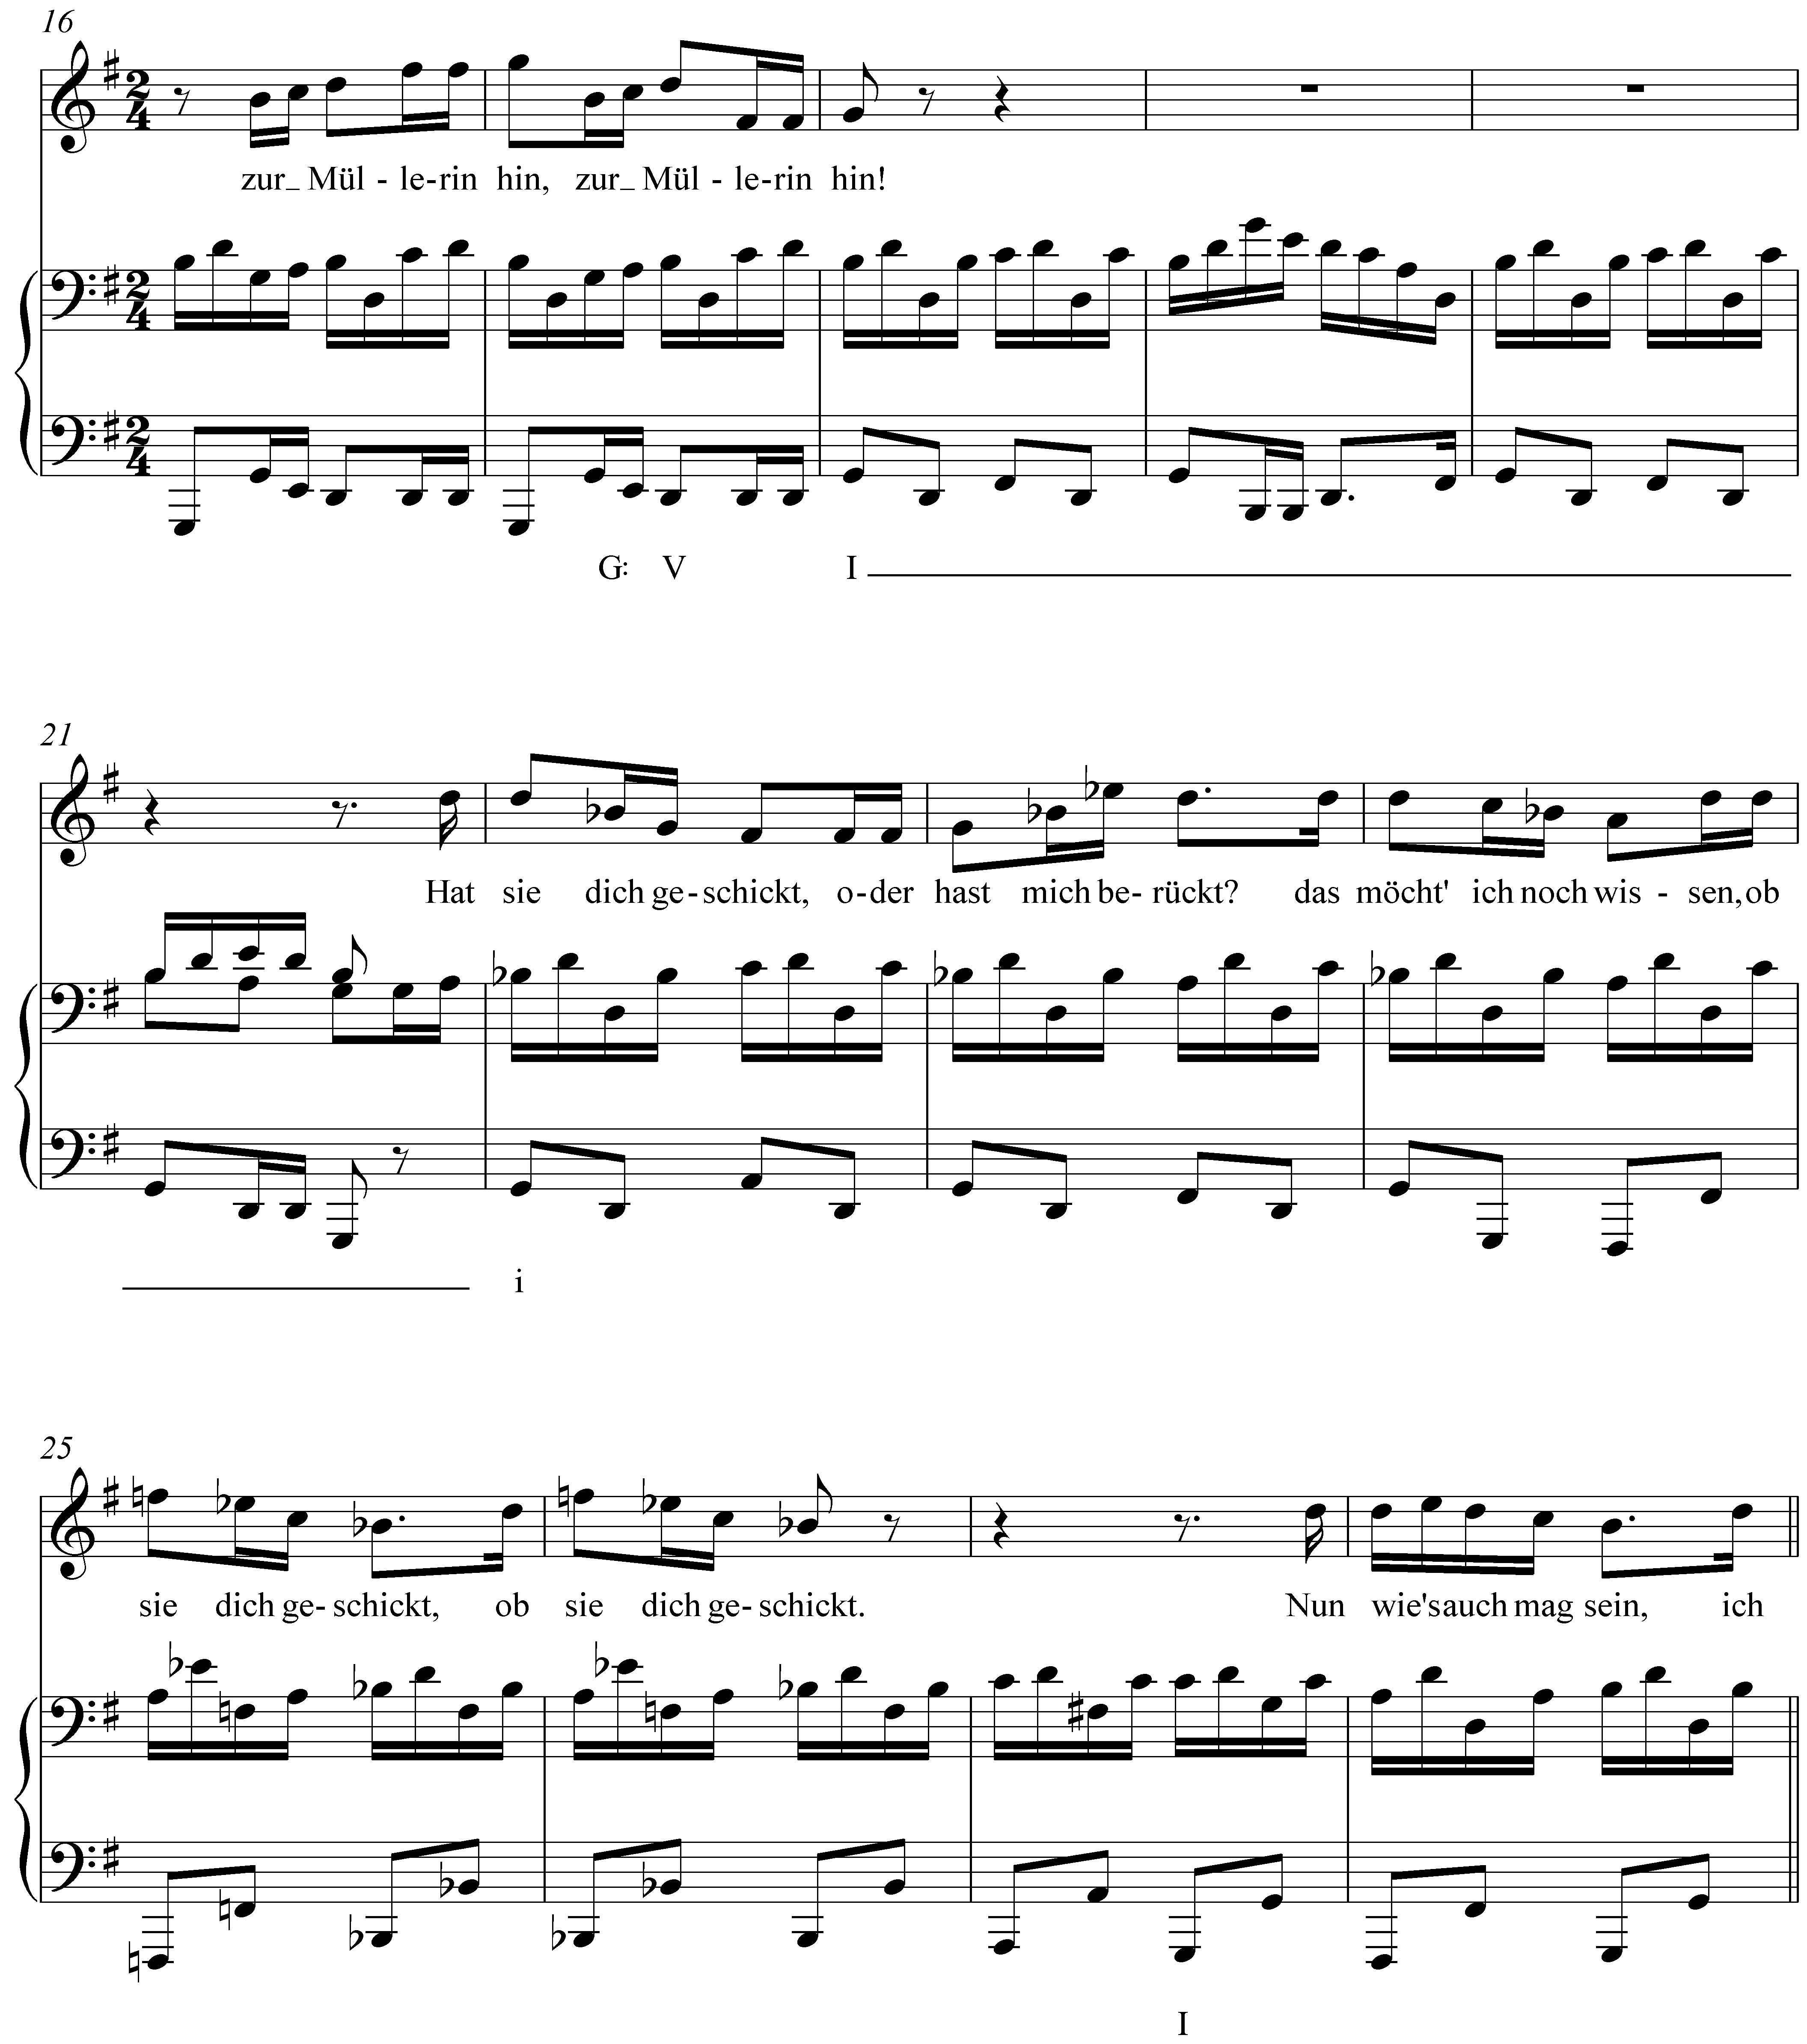 16
zur_ Mül - le-rin hin, zur_ Mül - le-rin hin!
G: V I
21
Hat sie dich ge-schickt, o-der hast mich be- rückt? das möcht' ich noch wis - sen, ob
i
25
sie dich ge- schickt, ob sie dich ge- schickt. Nun wie's auch mag sein, ich
I